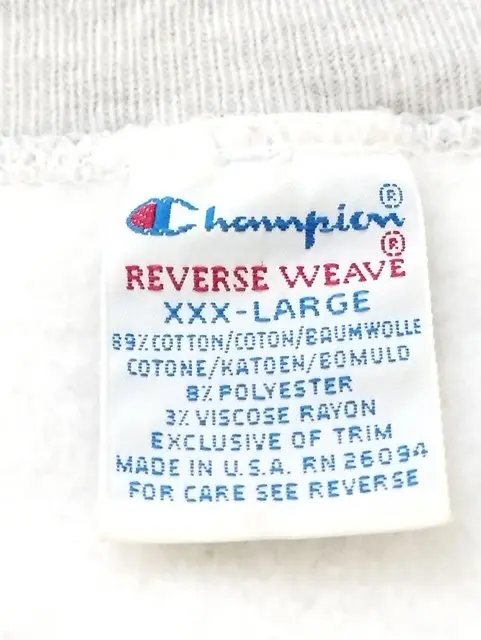 Champion®
REVERSE WEAVE®
XXX-LARGE
89% COTTON/COTON/BAUMWOLLE
COTONE/KATOEN/BOMULD
8% POLYESTER
3% VISCOSE RAYON
EXCLUSIVE OF TRIM
MADE IN U.S.A. RN 26094
FOR CARE SEE REVERSE